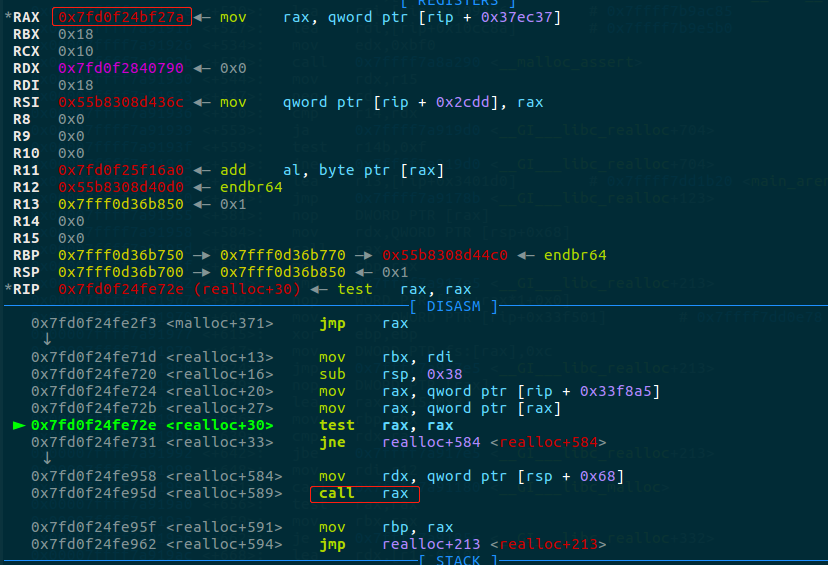 [ REGISTERS ]
*RAX 0x7fd0f24bf27a ◂— mov rax, qword ptr [rip + 0x37ec37]
RBX 0x18
RCX 0x10
RDX 0x7fd0f2840790 ◂— 0x0
RDI 0x18
RSI 0x55b8308d436c ◂— mov qword ptr [rip + 0x2cdd], rax
R8 0x0
R9 0x0
R10 0x0
R11 0x7fd0f25f16a0 ◂— add al, byte ptr [rax]
R12 0x55b8308d40d0 ◂— endbr64
R13 0x7fff0d36b850 ◂— 0x1
R14 0x0
R15 0x0
RBP 0x7fff0d36b750 —▸ 0x7fff0d36b770 —▸ 0x55b8308d44c0 ◂— endbr64
RSP 0x7fff0d36b700 —▸ 0x7fff0d36b850 ◂— 0x1
*RIP 0x7fd0f24fe72e (realloc+30) ◂— test rax, rax
[ DISASM ]
0x7fd0f24fe2f3 <malloc+371> jmp rax
↓
0x7fd0f24fe71d <realloc+13> mov rbx, rdi
0x7fd0f24fe720 <realloc+16> sub rsp, 0x38
0x7fd0f24fe724 <realloc+20> mov rax, qword ptr [rip + 0x33f8a5]
0x7fd0f24fe72b <realloc+27> mov rax, qword ptr [rax]
► 0x7fd0f24fe72e <realloc+30> test rax, rax
0x7fd0f24fe731 <realloc+33> jne realloc+584 <realloc+584>
↓
0x7fd0f24fe958 <realloc+584> mov rdx, qword ptr [rsp + 0x68]
0x7fd0f24fe95d <realloc+589> call rax
0x7fd0f24fe95f <realloc+591> mov rbp, rax
0x7fd0f24fe962 <realloc+594> jmp realloc+213 <realloc+213>
[ STACK ]